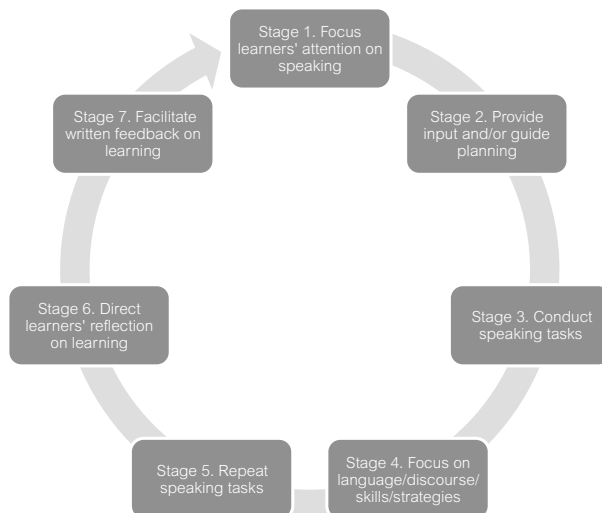 Stage 1. Focus
learners' attention on
speaking
Stage 2. Provide
input and/or guide
planning
Stage 3. Conduct
speaking tasks
Stage 4. Focus on
language/discourse/
skills/strategies
Stage 5. Repeat
speaking tasks
Stage 6. Direct
learners' reflection
on learning
Stage 7. Facilitate
written feedback on
learning